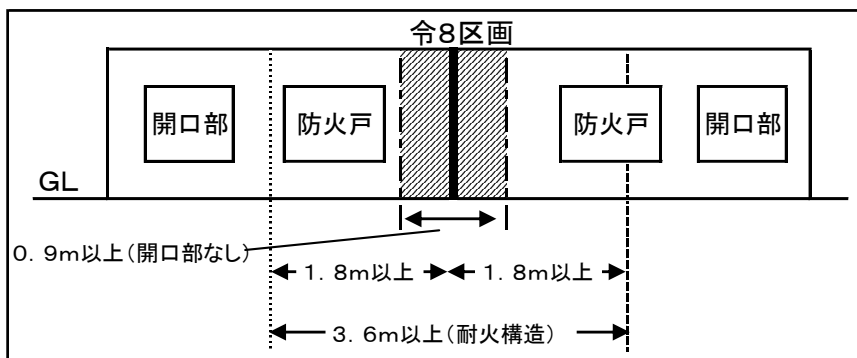 令8区画
開口部
防火戸
防火戸
開口部
GL
0.9m以上（開口部なし）
1.8m以上
1.8m以上
3.6m以上（耐火構造）